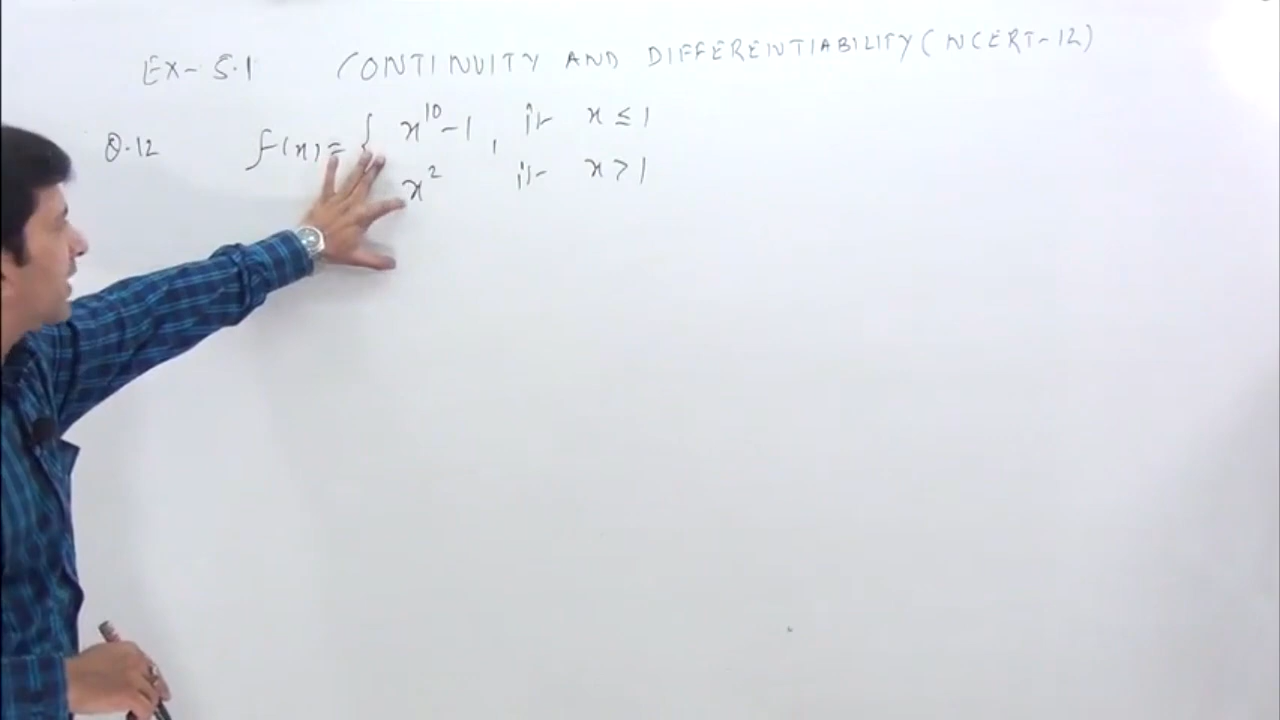 EX- 5.1 CONTINUITY AND DIFFERENTIABILITY (NCERT-12)
Q.12 f(x) = { x^10 - 1, if x ≤ 1
x^2 if x > 1